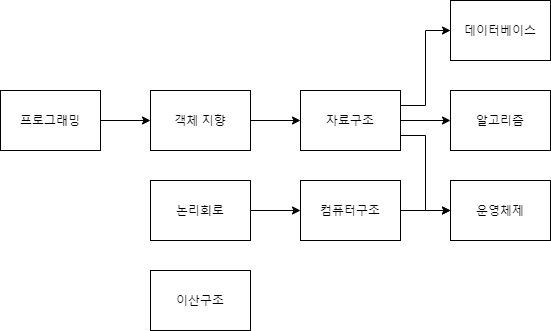 데이터베이스
프로그래밍
객체 지향
자료구조
알고리즘
논리회로
컴퓨터구조
운영체제
이산구조